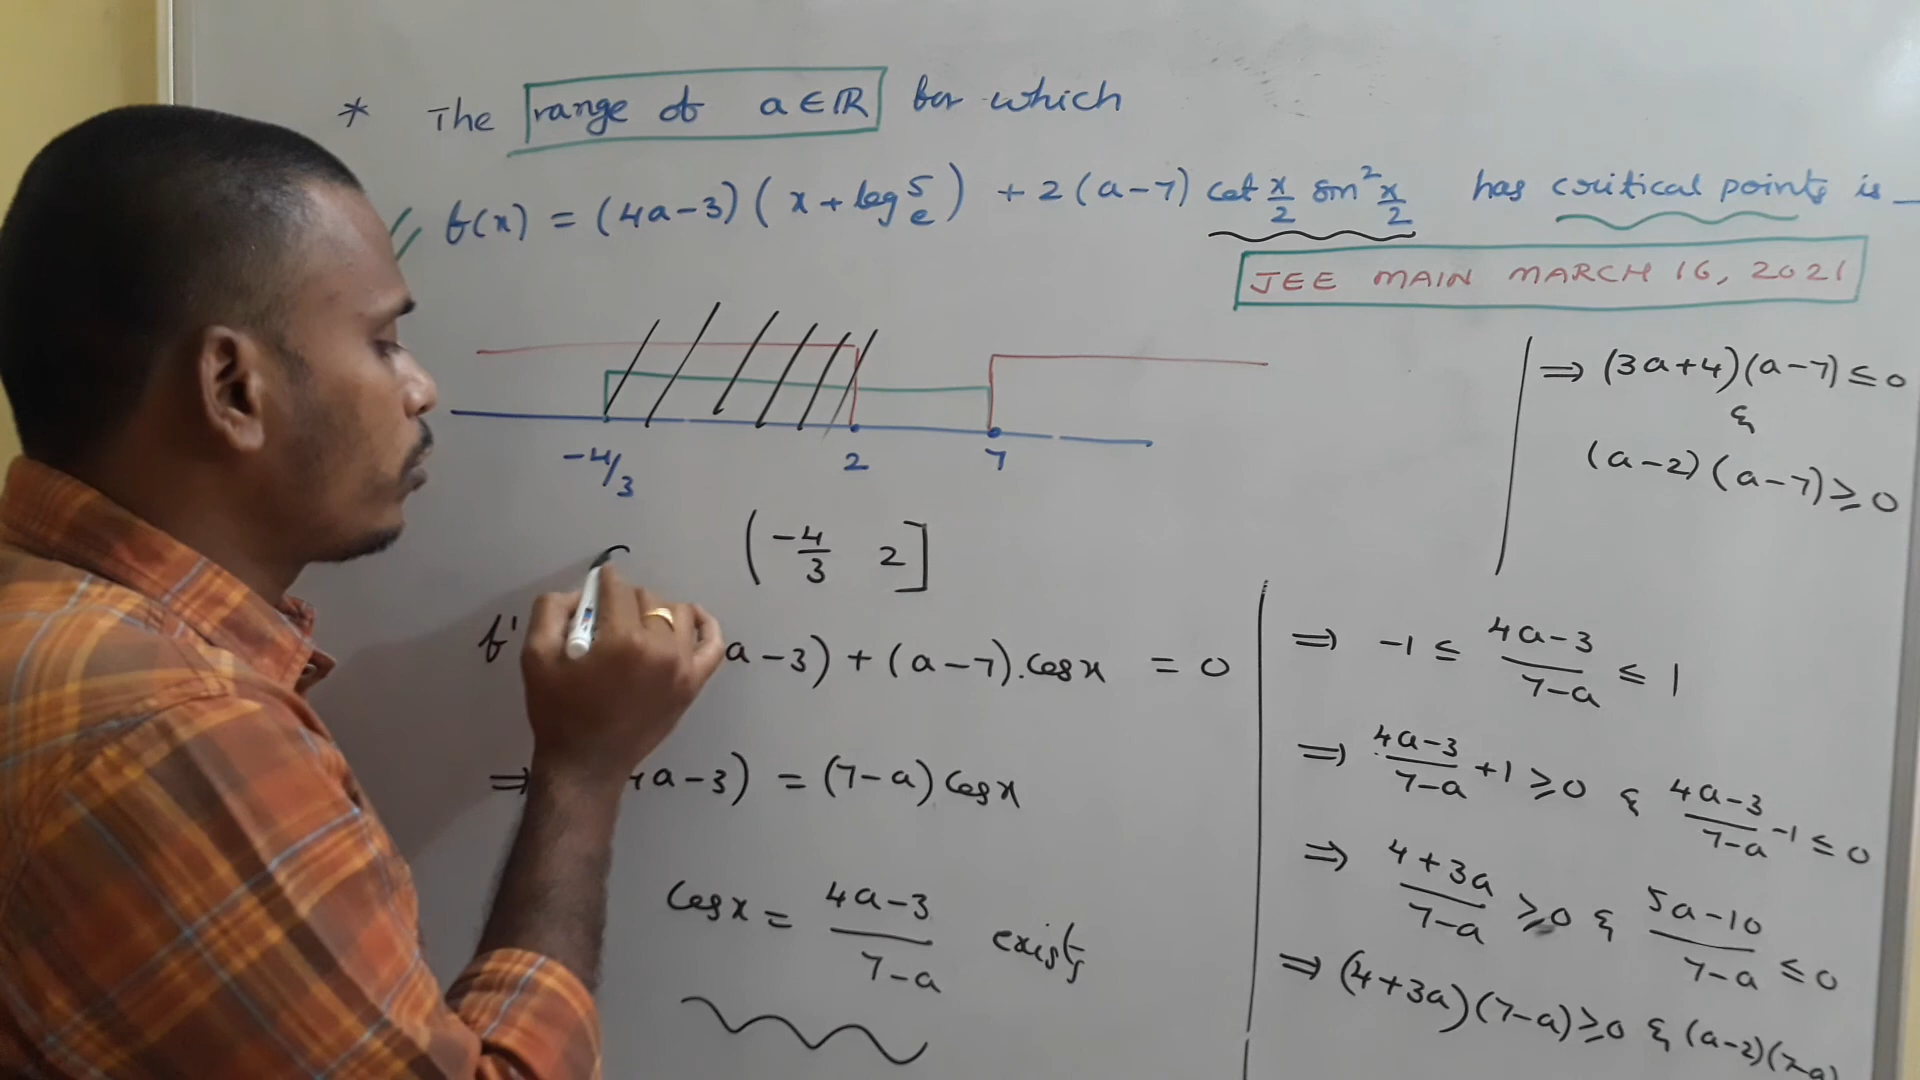 * The range of a ∈ ℝ for which
f(x) = (4a-3)(x + log_e 5) + 2(a-7) cot x/2 sin² x/2 has critical points is _
JEE MAIN MARCH 16, 2021
-4/3 2 7
(-4/3 2]
f' a-3) + (a-7).cos x = 0
⇒ a-3) = (7-a) cos x
cos x = (4a-3)/(7-a) exists
⇒ -1 ≤ (4a-3)/(7-a) ≤ 1
⇒ (4a-3)/(7-a) +1 ≥ 0 & (4a-3)/(7-a) -1 ≤ 0
⇒ (4+3a)/(7-a) ≥ 0 & (5a-10)/(7-a) ≤ 0
⇒ (4+3a)(7-a) ≥ 0 & (a-2)(7-a)
⇒ (3a+4)(a-7) ≤ 0
&
(a-2)(a-7) ≥ 0